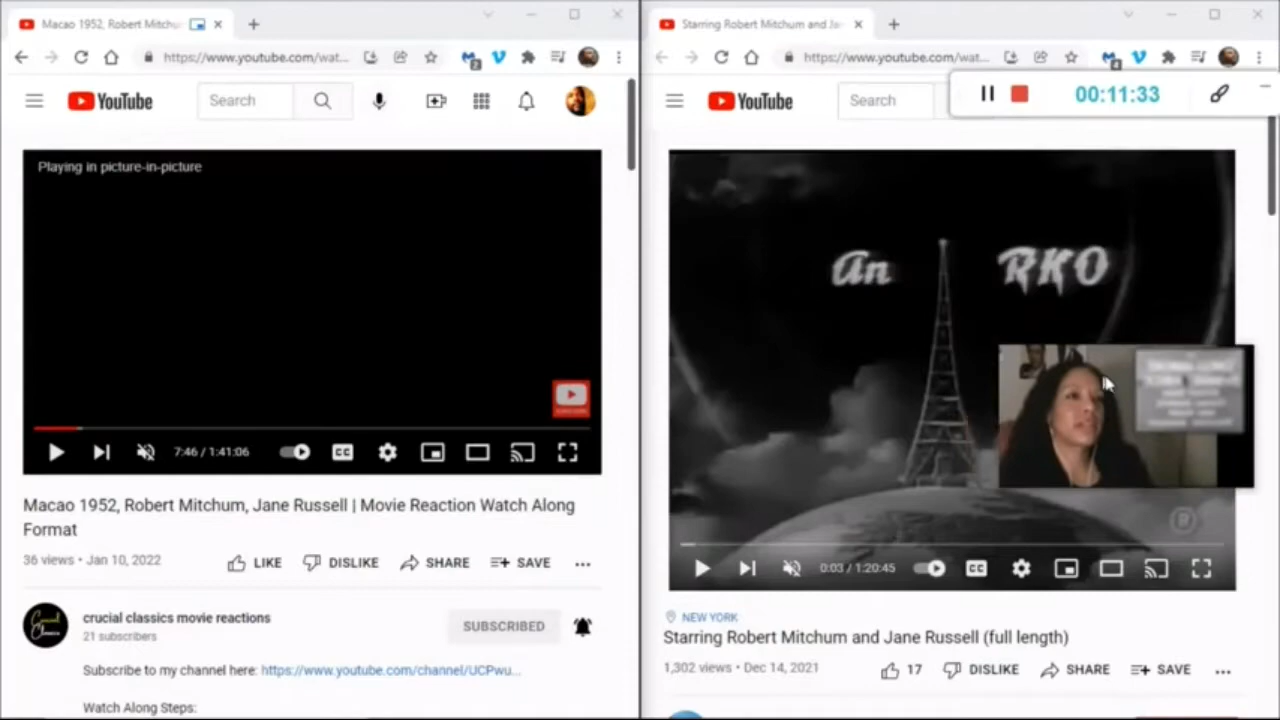 Macao 1952, Robert Mitchu
Starring Robert Mitchum and Ja
https://www.youtube.com/wat...
2
https://www.youtube.com/wat...
4
YouTube
Search
YouTube
Search
00:11:33
Playing in picture-in-picture
An RKO
7:46 / 1:41:06
CC
Macao 1952, Robert Mitchum, Jane Russell | Movie Reaction Watch Along
Format
36 views • Jan 10, 2022
LIKE
DISLIKE
SHARE
SAVE
crucial classics movie reactions
21 subscribers
SUBSCRIBED
Subscribe to my channel here: https://www.youtube.com/channel/UCPwu...
Watch Along Steps:
0:03 / 1:20:45
CC
NEW YORK
Starring Robert Mitchum and Jane Russell (full length)
1,302 views • Dec 14, 2021
17
DISLIKE
SHARE
SAVE